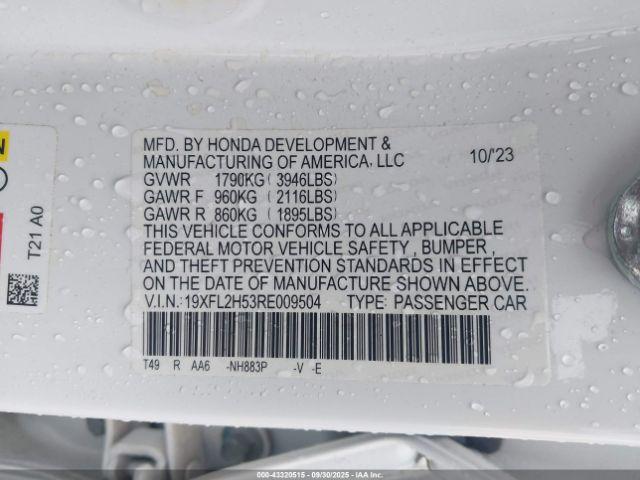 MFD. BY HONDA DEVELOPMENT &
MANUFACTURING OF AMERICA, LLC 10/'23
GVWR 1790KG ( 3946LBS)
GAWR F 960KG ( 2116LBS)
GAWR R 860KG ( 1895LBS)
THIS VEHICLE CONFORMS TO ALL APPLICABLE
FEDERAL MOTOR VEHICLE SAFETY , BUMPER ,
AND THEFT PREVENTION STANDARDS IN EFFECT
ON THE DATE OF MANUFACTURE SHOWN ABOVE.
V.I.N.: 19XFL2H53RE009504 TYPE: PASSENGER CAR
T49 R AA6 -NH883P -V -E
T21 A0
000-43320515 - 09/30/2025 - IAA Inc.